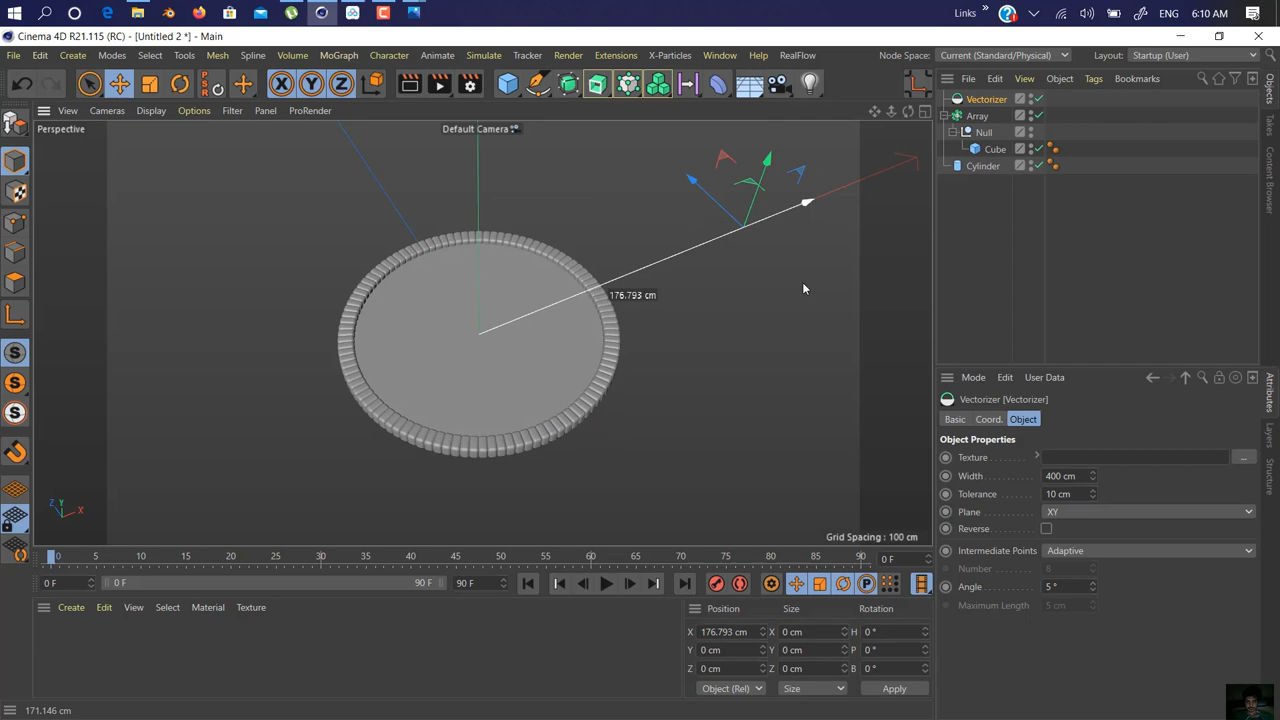 Links » ENG 6:10 AM
Cinema 4D R21.115 (RC) - [Untitled 2 *] - Main
File Edit Create Modes Select Tools Mesh Spline Volume MoGraph Character Animate Simulate Tracker Render Extensions X-Particles Window Help RealFlow Node Space: Current (Standard/Physical) Layout: Startup (User)
X Y Z
File Edit View Object Tags Bookmarks
View Cameras Display Options Filter Panel ProRender
Perspective
Default Camera
Vectorizer
Array
Null
Cube
Cylinder
176.793 cm
Z Y X
Grid Spacing : 100 cm
Objects
Takes
Content Browser
Mode Edit User Data
Vectorizer [Vectorizer]
Basic Coord. Object
Object Properties
Texture
Width 400 cm
Tolerance 10 cm
Plane XY
Reverse
Intermediate Points Adaptive
Number 8
Angle 5 °
Maximum Length 5 cm
Attributes
Layers
Structure
0 5 10 15 20 25 30 35 40 45 50 55 60 65 70 75 80 85 90 0 F
0 F 0 F 90 F 90 F
Create Edit View Select Material Texture
Position Size Rotation
X 176.793 cm X 0 cm H 0 °
Y 0 cm Y 0 cm P 0 °
Z 0 cm Z 0 cm B 0 °
Object (Rel) Size Apply
171.146 cm